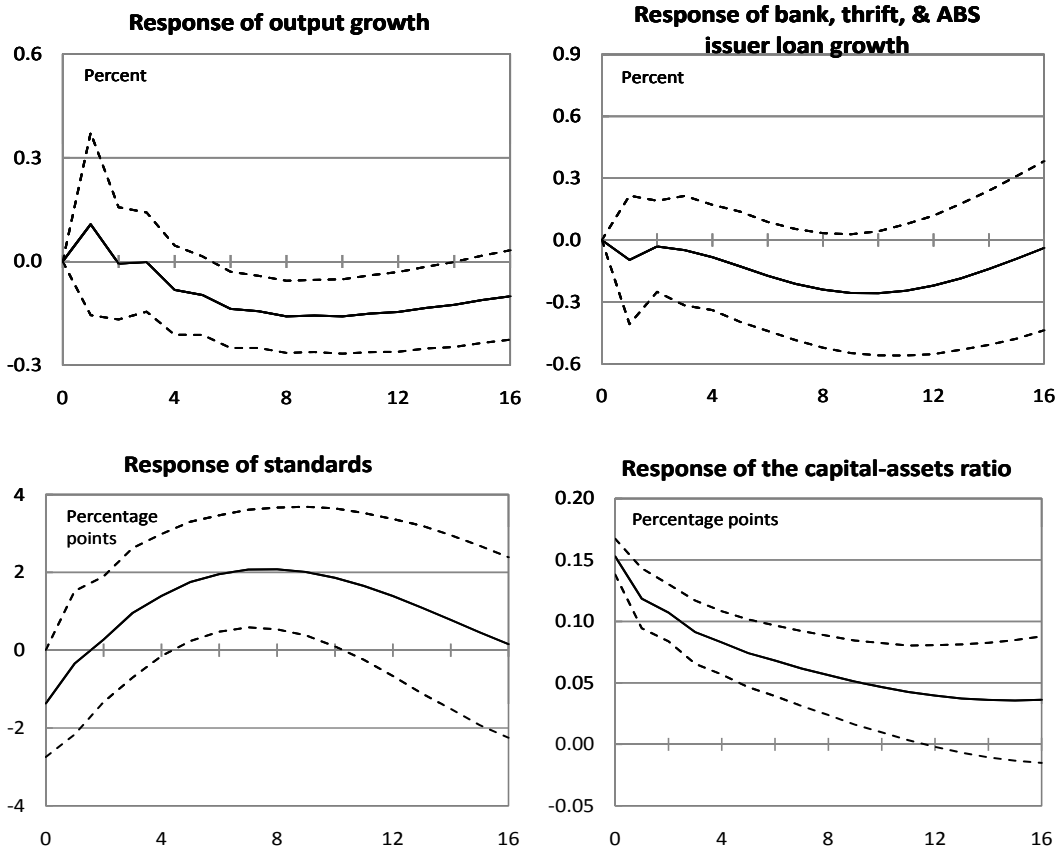 Response of output growth
0.6
Percent
0.3
0.0
-0.3
0 4 8 12 16
Response of bank, thrift, & ABS
issuer loan growth
0.9
Percent
0.6
0.3
0.0
-0.3
-0.6
0 4 8 12 16
Response of standards
4
Percentage
points
2
0
-2
-4
0 4 8 12 16
Response of the capital-assets ratio
0.20
Percentage points
0.15
0.10
0.05
0.00
-0.05
0 4 8 12 16